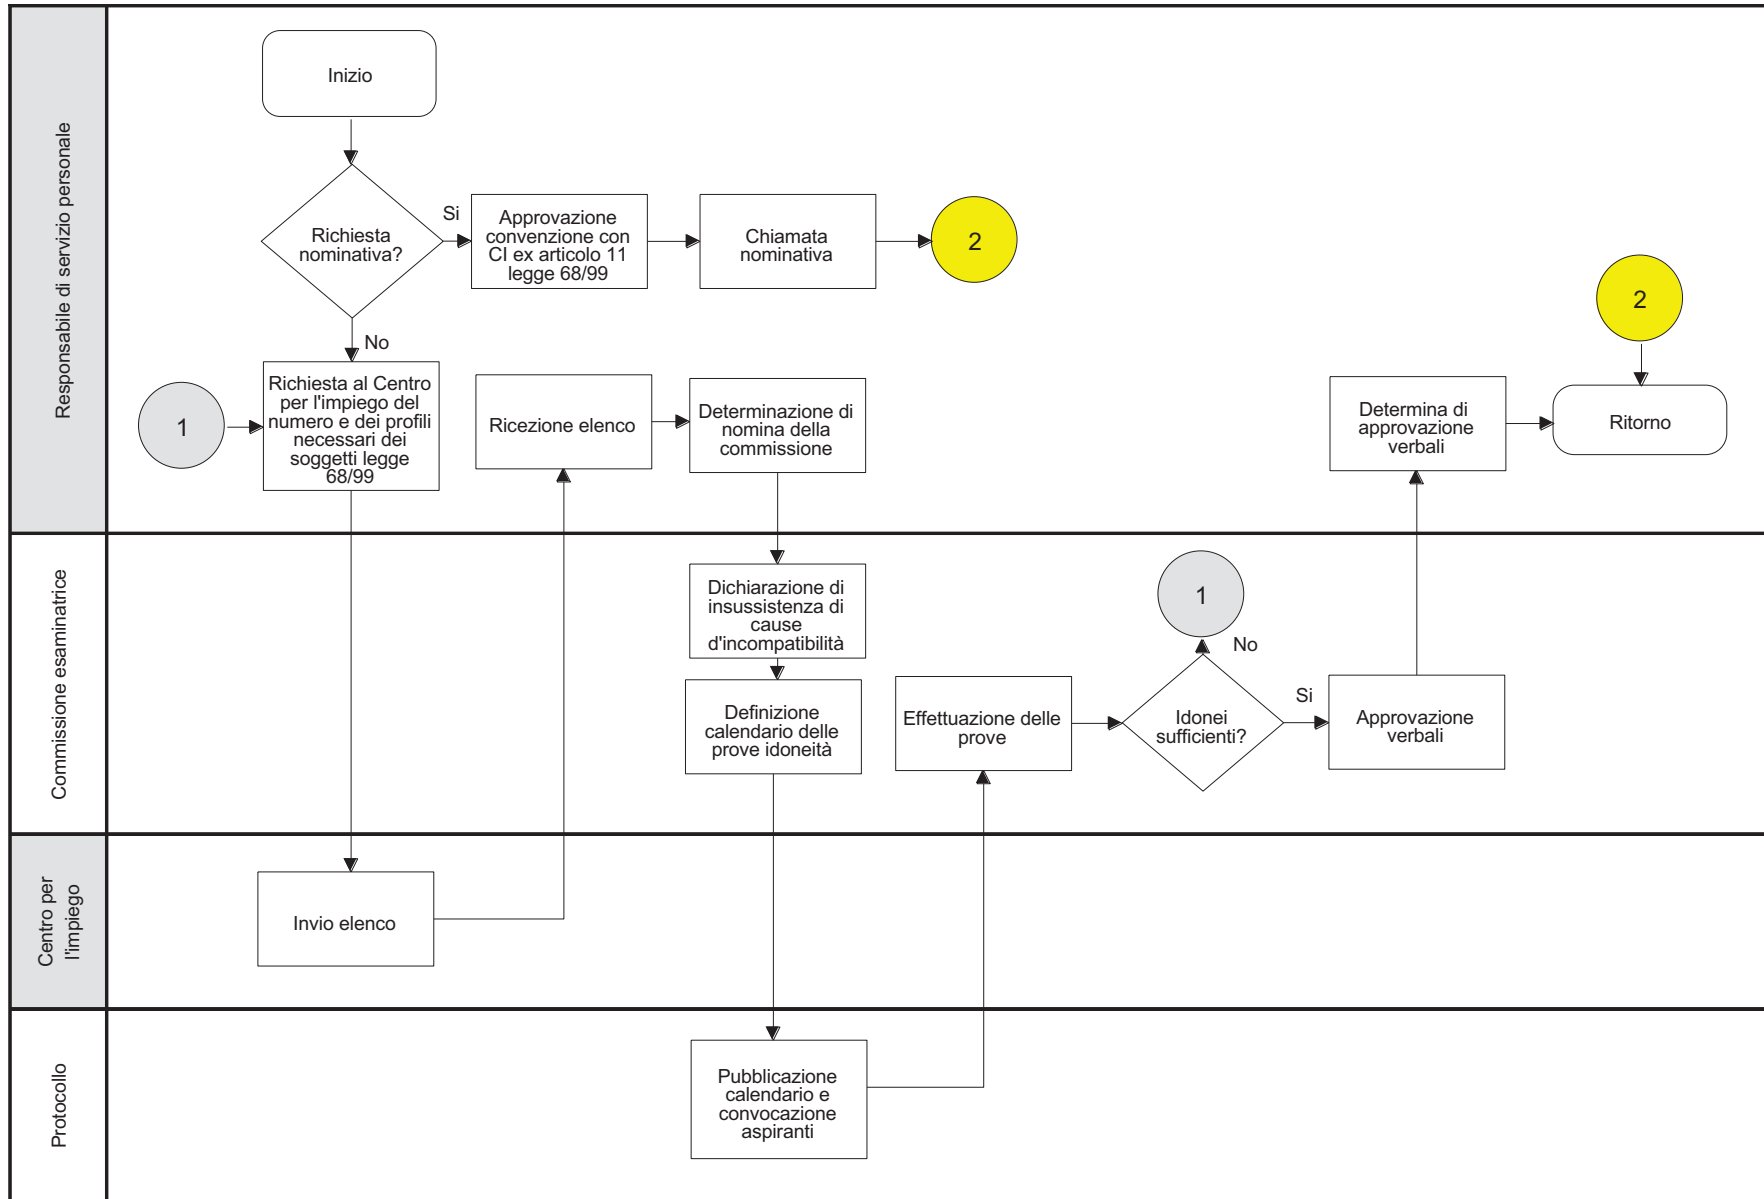 Responsabile di servizio personale
Inizio
Richiesta
nominativa?
Si
Approvazione
convenzione con
CI ex articolo 11
legge 68/99
Chiamata
nominativa
2
No
1
Richiesta al Centro
per l'impiego del
numero e dei profili
necessari dei
soggetti legge
68/99
Ricezione elenco
Determinazione di
nomina della
commissione
Determina di
approvazione
verbali
2
Ritorno
Commissione esaminatrice
Dichiarazione di
insussistenza di
cause
d'incompatibilità
Definizione
calendario delle
prove idoneità
Effettuazione delle
prove
1
No
Idonei
sufficienti?
Si
Approvazione
verbali
Centro per
l'impiego
Invio elenco
Protocollo
Pubblicazione
calendario e
convocazione
aspiranti